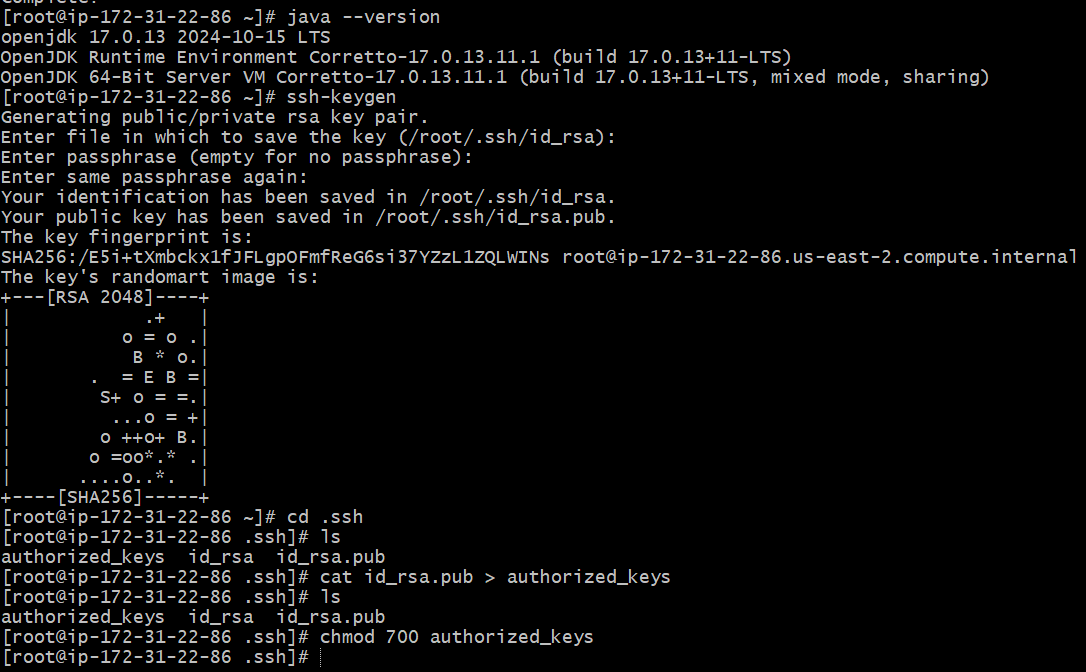 [root@ip-172-31-22-86 ~]# java --version
openjdk 17.0.13 2024-10-15 LTS
OpenJDK Runtime Environment Corretto-17.0.13.11.1 (build 17.0.13+11-LTS)
OpenJDK 64-Bit Server VM Corretto-17.0.13.11.1 (build 17.0.13+11-LTS, mixed mode, sharing)
[root@ip-172-31-22-86 ~]# ssh-keygen
Generating public/private rsa key pair.
Enter file in which to save the key (/root/.ssh/id_rsa):
Enter passphrase (empty for no passphrase):
Enter same passphrase again:
Your identification has been saved in /root/.ssh/id_rsa.
Your public key has been saved in /root/.ssh/id_rsa.pub.
The key fingerprint is:
SHA256:/E5i+tXmbckx1fJFLgpOFmfReG6si37YZzL1ZQLWINs root@ip-172-31-22-86.us-east-2.compute.internal
The key's randomart image is:
+---[RSA 2048]----+
|             .+   |
|           o = o .|
|            B * o.|
|        .  = E B =|
|         S+ o = =.|
|          ...o = +|
|         o ++o+ B.|
|        o =oo*.* .|
|       ....o..*.  |
+----[SHA256]-----+
[root@ip-172-31-22-86 ~]# cd .ssh
[root@ip-172-31-22-86 .ssh]# ls
authorized_keys  id_rsa  id_rsa.pub
[root@ip-172-31-22-86 .ssh]# cat id_rsa.pub > authorized_keys
[root@ip-172-31-22-86 .ssh]# ls
authorized_keys  id_rsa  id_rsa.pub
[root@ip-172-31-22-86 .ssh]# chmod 700 authorized_keys
[root@ip-172-31-22-86 .ssh]#